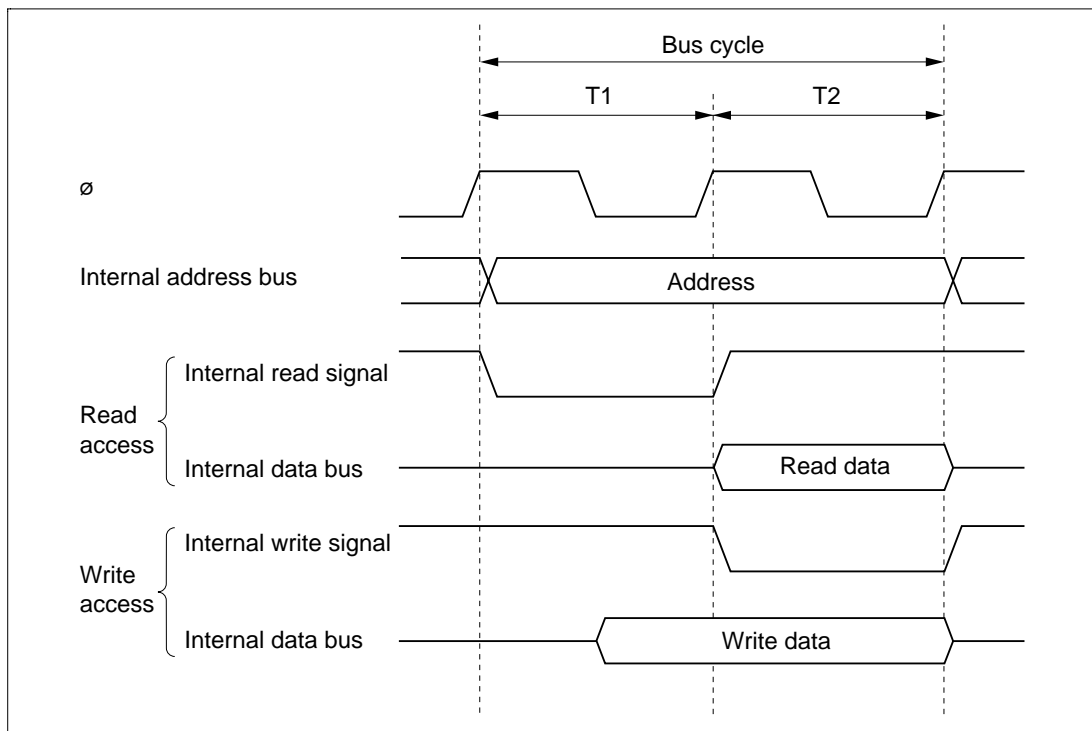 Bus cycle
T1
T2
ø
Internal address bus
Address
Read
access
Internal read signal
Internal data bus
Read data
Write
access
Internal write signal
Internal data bus
Write data